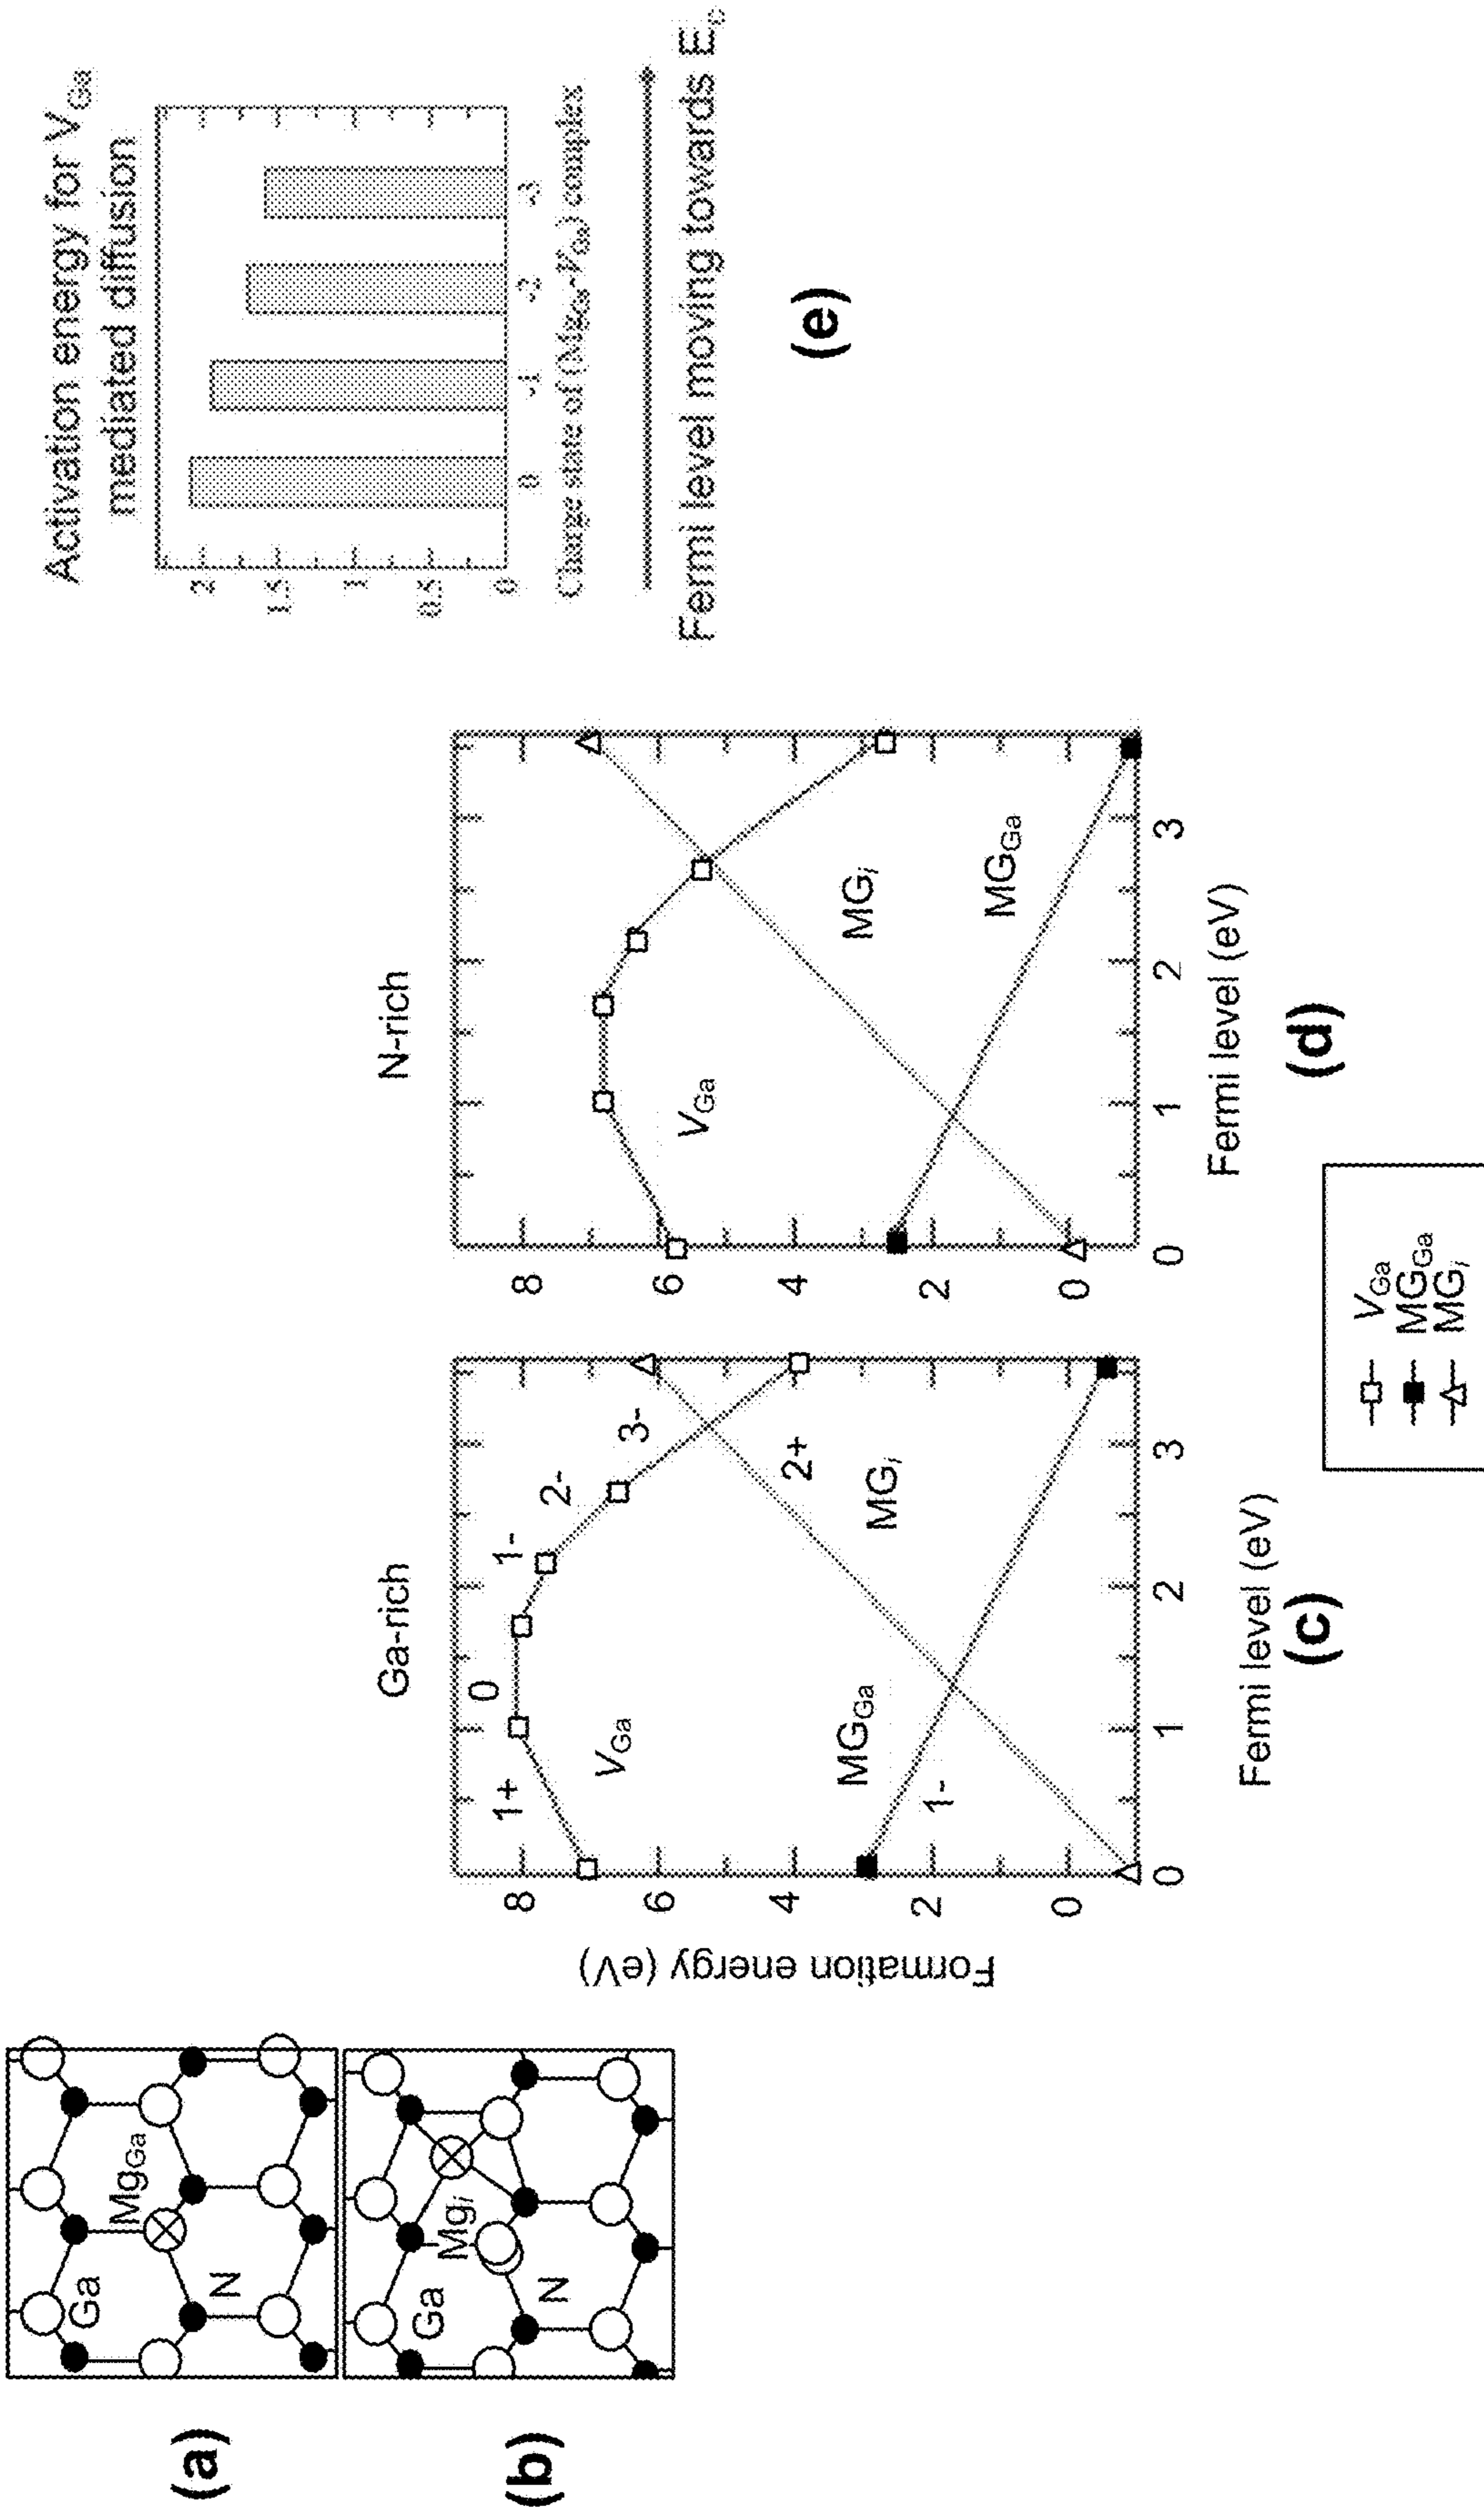 (a)
Ga
Mg_Ga
N
(b)
Ga
Mg_i
N
Ga-rich
Formation energy (eV)
8
6
4
2
0
1+
0
1-
2-
3-
V_Ga
MG_Ga
1-
2+
MG_i
0 1 2 3
Fermi level (eV)
(c)
N-rich
8
6
4
2
0
V_Ga
MG_i
MG_Ga
0 1 2 3
Fermi level (eV)
(d)
V_Ga
MG_Ga
MG_i
Activation energy for V_Ga
mediated diffusion
2
1.5
1
0.5
0
0 -1 -2 -3
Charge state of (Mg_Ga-V_Ga) complex
Fermi level moving towards E_c
(e)